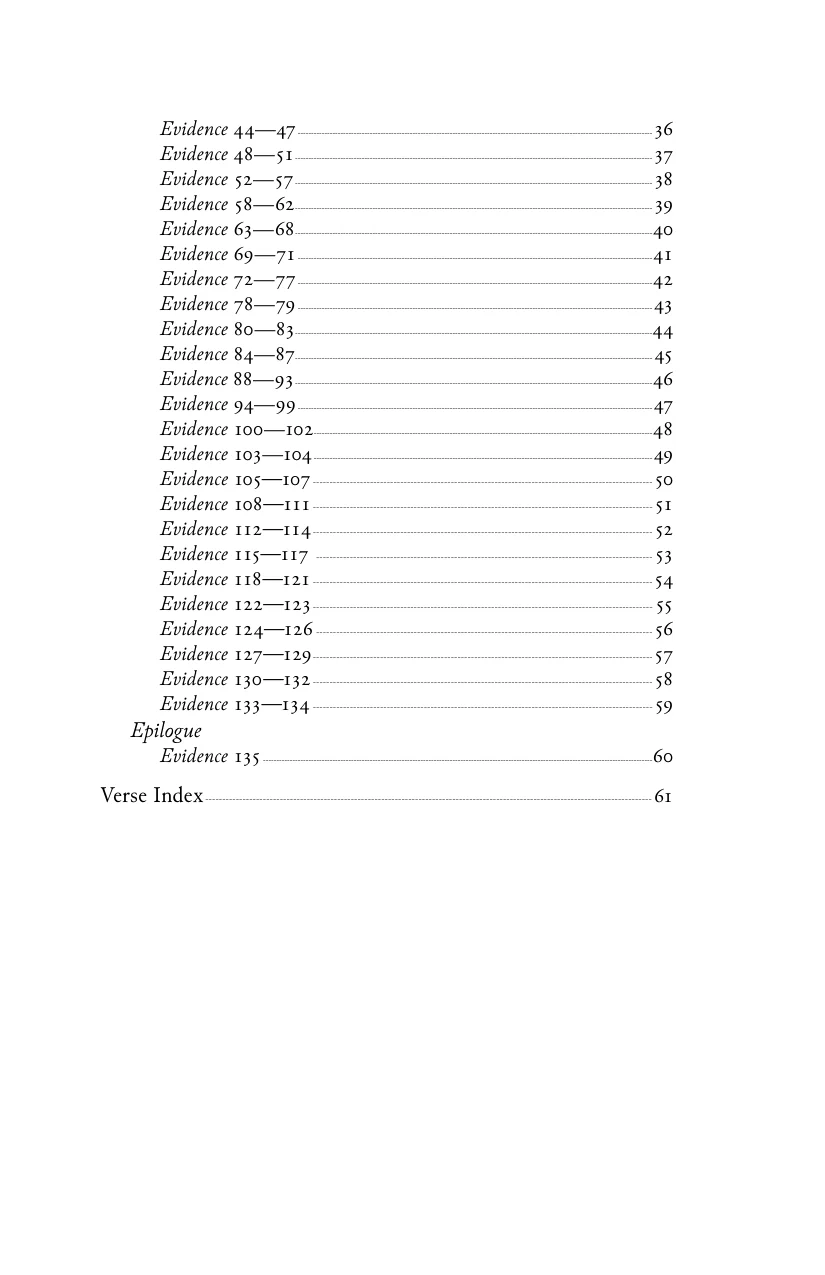 Evidence 44—47 36
Evidence 48—51 37
Evidence 52—57 38
Evidence 58—62 39
Evidence 63—68 40
Evidence 69—71 41
Evidence 72—77 42
Evidence 78—79 43
Evidence 80—83 44
Evidence 84—87 45
Evidence 88—93 46
Evidence 94—99 47
Evidence 100—102 48
Evidence 103—104 49
Evidence 105—107 50
Evidence 108—111 51
Evidence 112—114 52
Evidence 115—117 53
Evidence 118—121 54
Evidence 122—123 55
Evidence 124—126 56
Evidence 127—129 57
Evidence 130—132 58
Evidence 133—134 59
Epilogue
Evidence 135 60
Verse Index 61